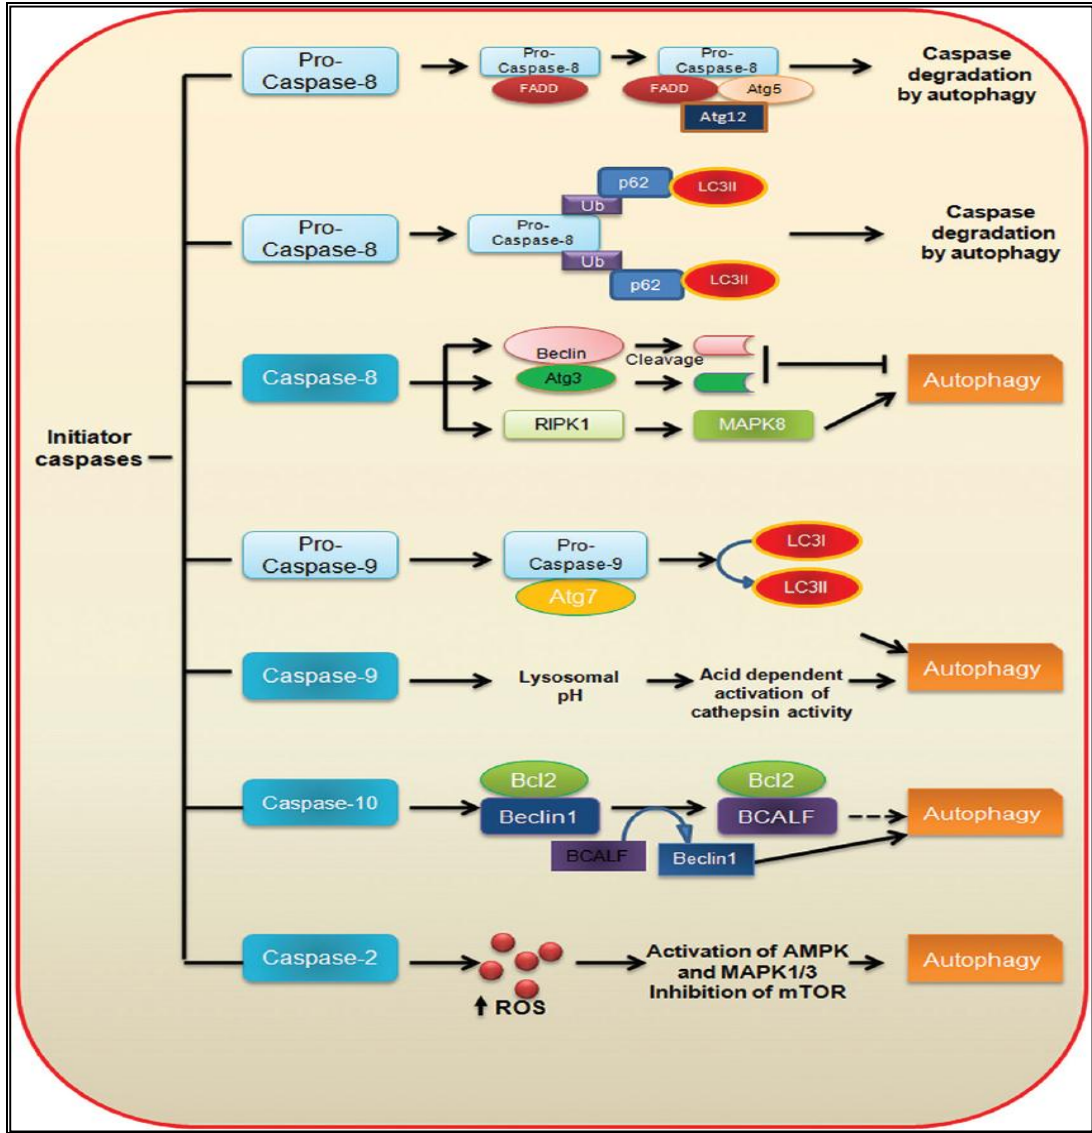 Initiator
caspases
Pro-
Caspase-8
Pro-
Caspase-8
FADD
Pro-
Caspase-8
FADD
Atg5
Atg12
Caspase
degradation
by autophagy
Pro-
Caspase-8
Pro-
Caspase-8
Ub
p62
LC3II
Ub
p62
LC3II
Caspase
degradation
by autophagy
Caspase-8
Beclin
Atg3
Cleavage
RIPK1
MAPK8
Autophagy
Pro-
Caspase-9
Pro-
Caspase-9
Atg7
LC3I
LC3II
Caspase-9
Lysosomal
pH
Acid dependent
activation of
cathepsin activity
Autophagy
Caspase-10
Bcl2
Beclin1
BCALF
Beclin1
Bcl2
BCALF
Autophagy
Caspase-2
ROS
Activation of AMPK
and MAPK1/3
Inhibition of mTOR
Autophagy